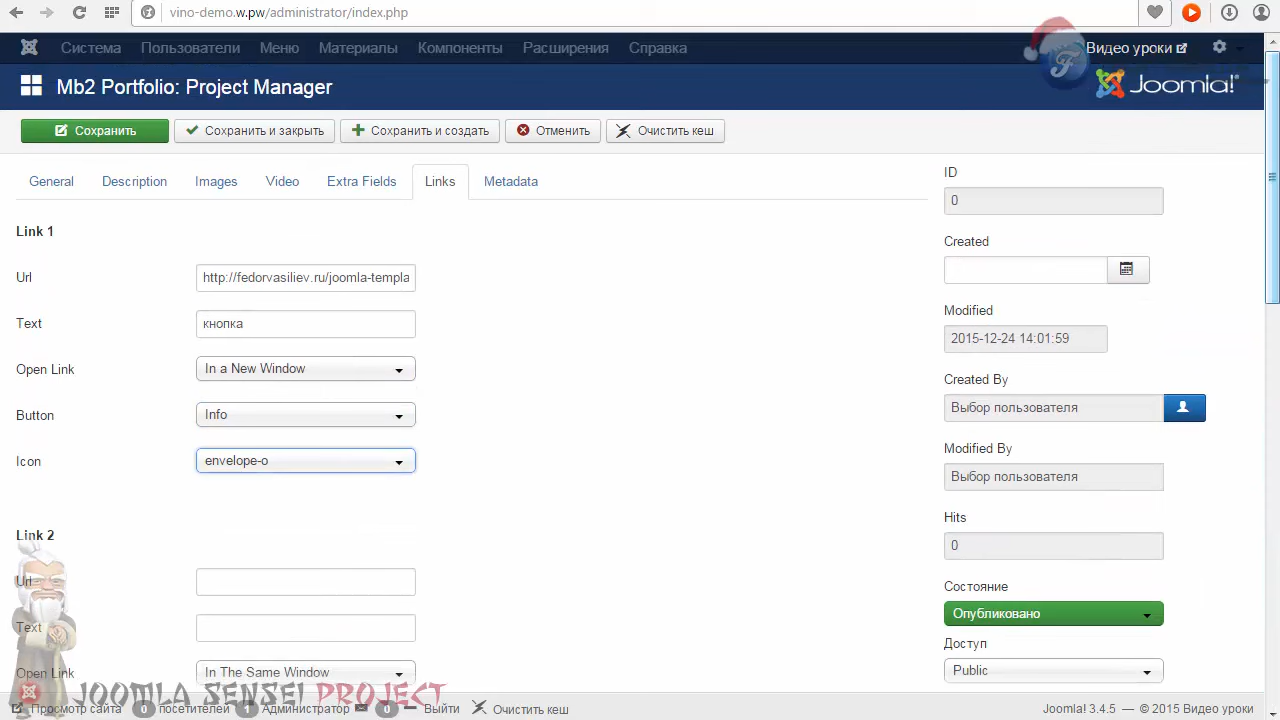 vino-demo.w.pw/administrator/index.php
Система Пользователи Меню Материалы Компоненты Расширения Справка Видео уроки
Mb2 Portfolio: Project Manager
Joomla!
Сохранить Сохранить и закрыть Сохранить и создать Отменить Очистить кеш
General Description Images Video Extra Fields Links Metadata
ID
0
Link 1
Created
Url http://fedorvasiliev.ru/joomla-templa
Modified
Text кнопка
2015-12-24 14:01:59
Open Link In a New Window
Created By
Button Info
Выбор пользователя
Modified By
Icon envelope-o
Выбор пользователя
Hits
Link 2
0
Url
Состояние
Опубликовано
Text
Доступ
Open Link In The Same Window
Public
JOOMLA SENSEI PROJECT
Просмотр сайта 0 посетителей 1 Администратор 0 Выйти Очистить кеш
Joomla! 3.4.5 — © 2015 Видео уроки